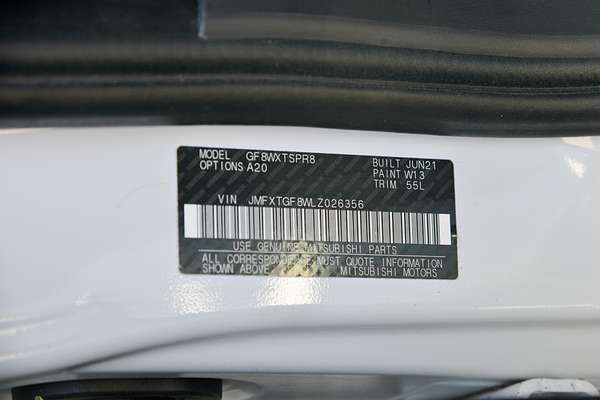 MODEL GF8WXTSPR8 BUILT JUN21
OPTIONS A20 PAINT W13
TRIM 55L
VIN JMFXTGF8WLZ026356
USE GENUINE MITSUBISHI PARTS
ALL CORRESPONDENCE MUST QUOTE INFORMATION
SHOWN ABOVE MITSUBISHI MOTORS